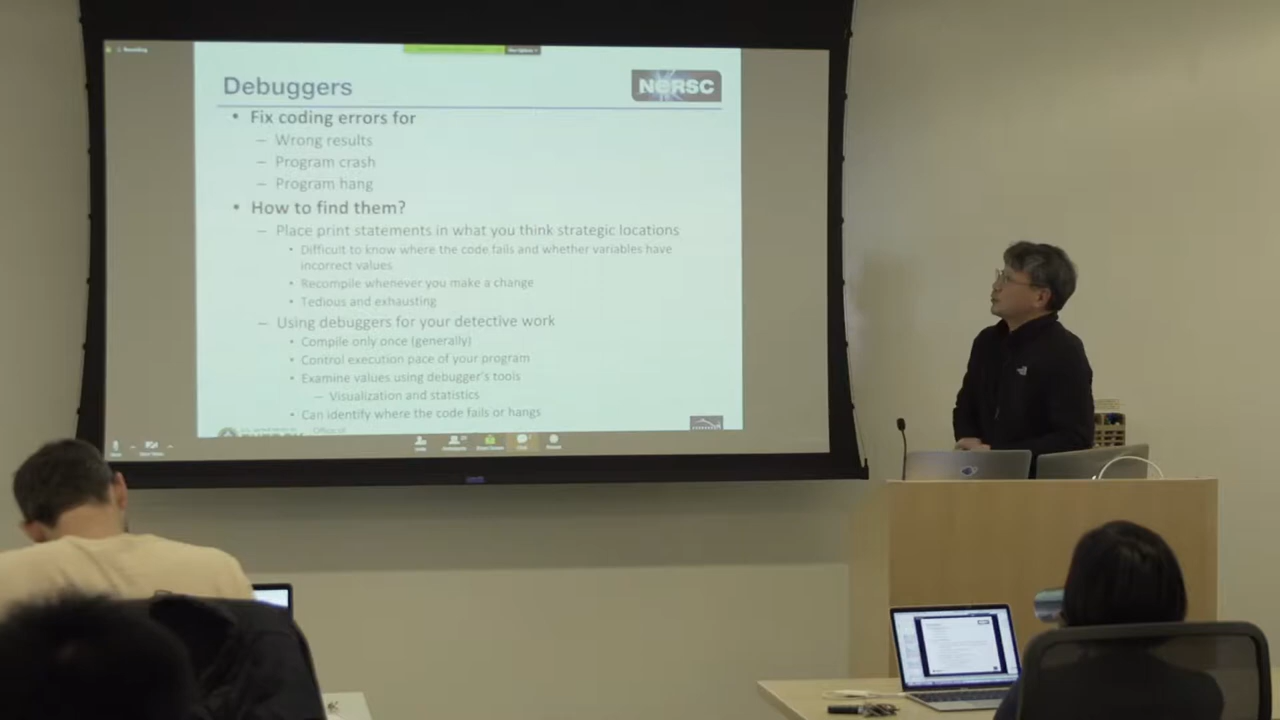 Recording
Debuggers
NERSC
• Fix coding errors for
– Wrong results
– Program crash
– Program hang
• How to find them?
– Place print statements in what you think strategic locations
• Difficult to know where the code fails and whether variables have
incorrect values
• Recompile whenever you make a change
• Tedious and exhausting
– Using debuggers for your detective work
• Compile only once (generally)
• Control execution pace of your program
• Examine values using debugger's tools
– Visualization and statistics
• Can identify where the code fails or hangs
Office of